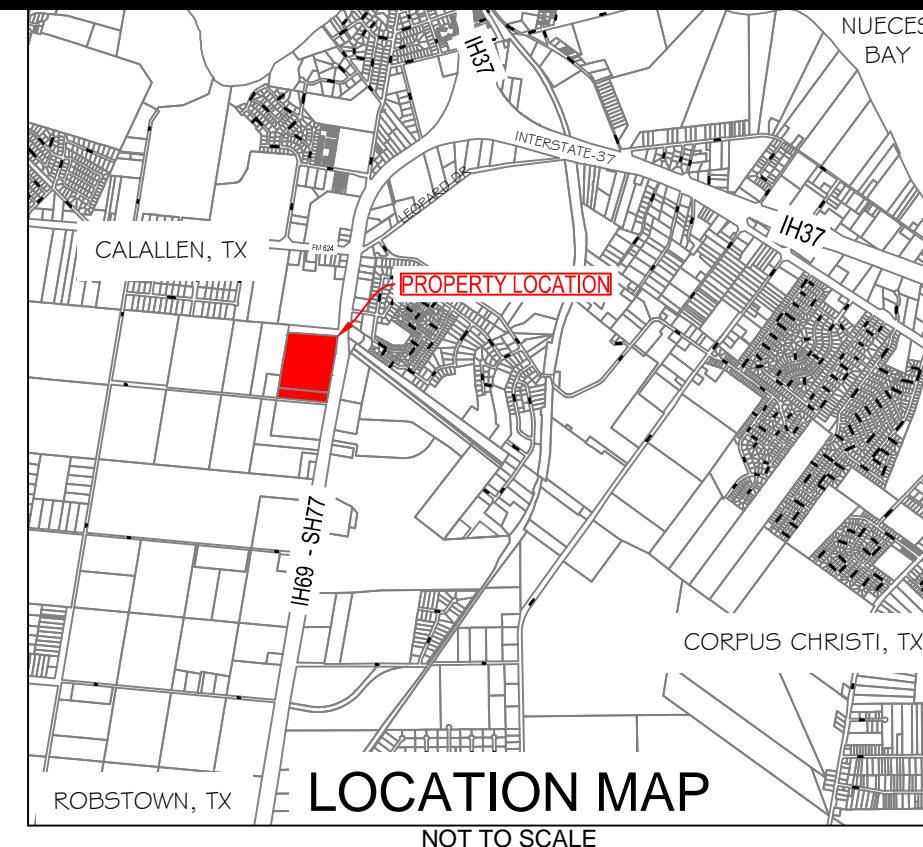 NUECES
BAY
IH37
INTERSTATE-37
LEOPARD DR
IH37
CALALLEN, TX
FM 624
PROPERTY LOCATION
IH69 - SH77
CORPUS CHRISTI, TX
ROBSTOWN, TX
LOCATION MAP
NOT TO SCALE